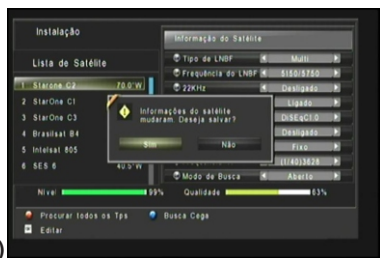 Instalação
Informação do Satélite
Lista de Satélite
Tipo de LNBF Multi
Frequência do LNBF 5150/5750
1 Starone C2 70.0°W
22KHz Desligado
2 StarOne C1
Ligado
3 StarOne C3
DiSEqC1.0
4 Brasilsat B4
Desligado
5 Intelsat 805
Fixo
6 SES 6 40.5°W
(1/40)3628
Modo de Busca Aberto
Informações do satélite
mudaram. Deseja salvar?
Sim Não
Nível 99% Qualidade 63%
Procurar todos os Tps
Busca Cega
Editar
)